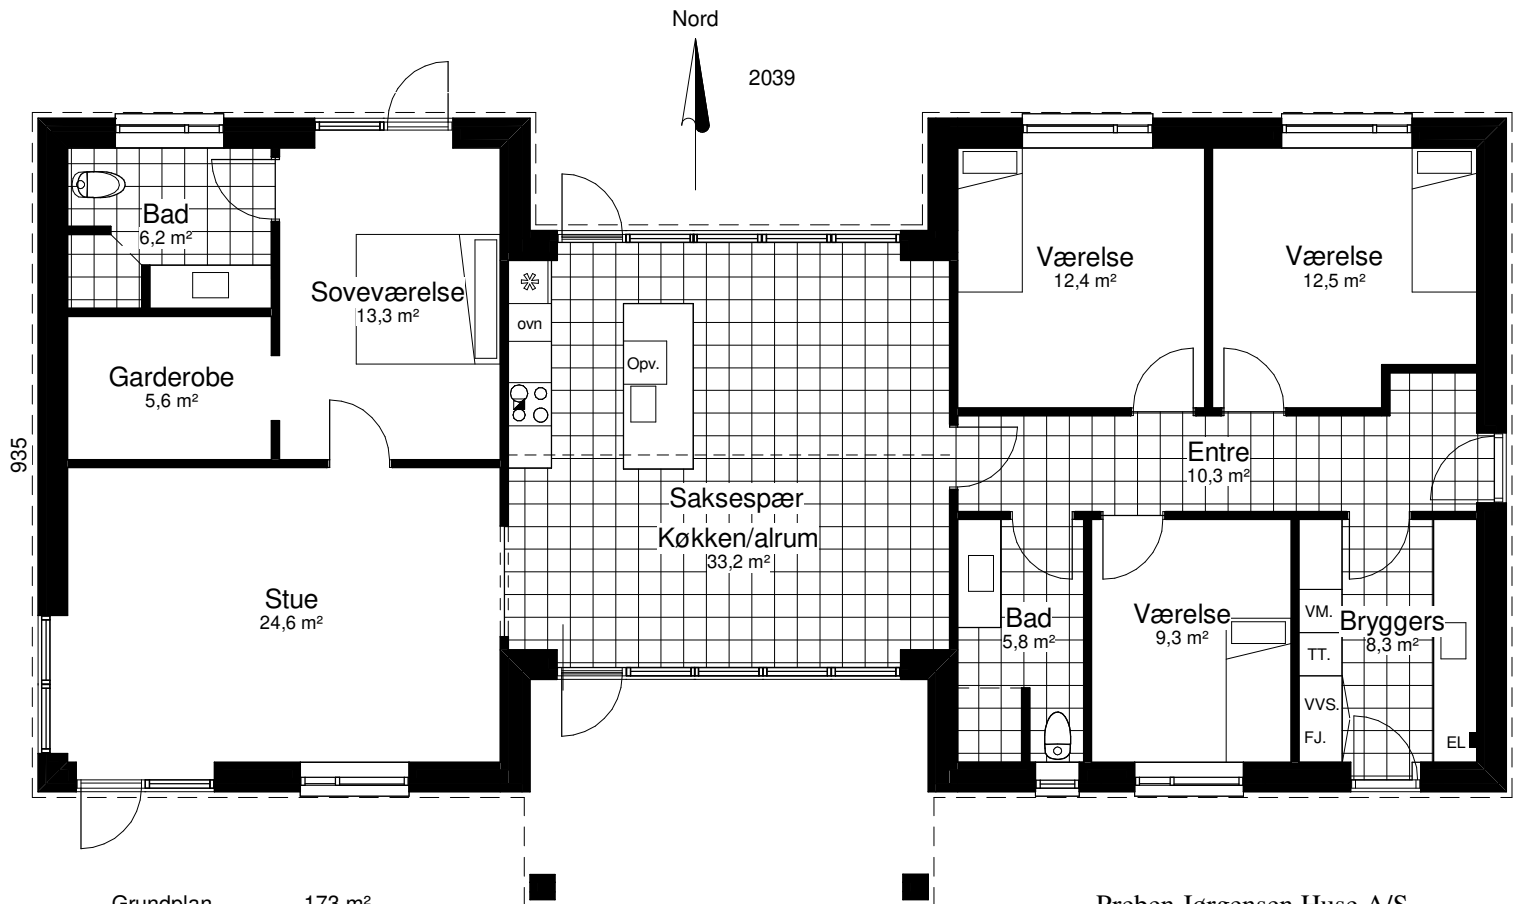 Nord
2039
Bad
6,2 m²
Soveværelse
13,3 m²
Garderobe
5,6 m²
935
ovn
Opv.
Værelse
12,4 m²
Værelse
12,5 m²
Entre
10,3 m²
Saksespær
Køkken/alrum
33,2 m²
Stue
24,6 m²
Bad
5,8 m²
Værelse
9,3 m²
VM.
TT.
VVS.
FJ.
Bryggers
8,3 m²
EL
Grundplan 173 m²
Preben Jørgensen Huse A/S